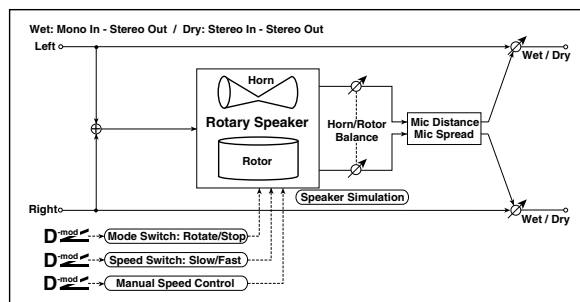 Wet: Mono In - Stereo Out / Dry: Stereo In - Stereo Out
Left
Wet / Dry
Horn
Rotary Speaker
Rotor
Horn/Rotor
Balance
Mic Distance
Mic Spread
Speaker Simulation
Right
Wet / Dry
D-mod
Mode Switch: Rotate/Stop
D-mod
Speed Switch: Slow/Fast
D-mod
Manual Speed Control